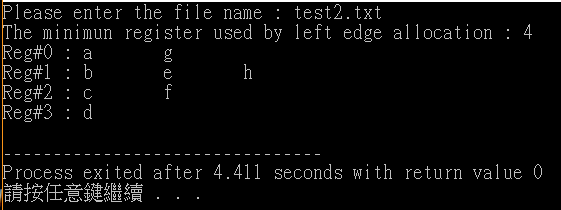 Please enter the file name : test2.txt
The minimun register used by left edge allocation : 4
Reg#0 : a         g
Reg#1 : b         e         h
Reg#2 : c         f
Reg#3 : d
--------------------------------
Process exited after 4.411 seconds with return value 0
請按任意鍵繼續 . . .